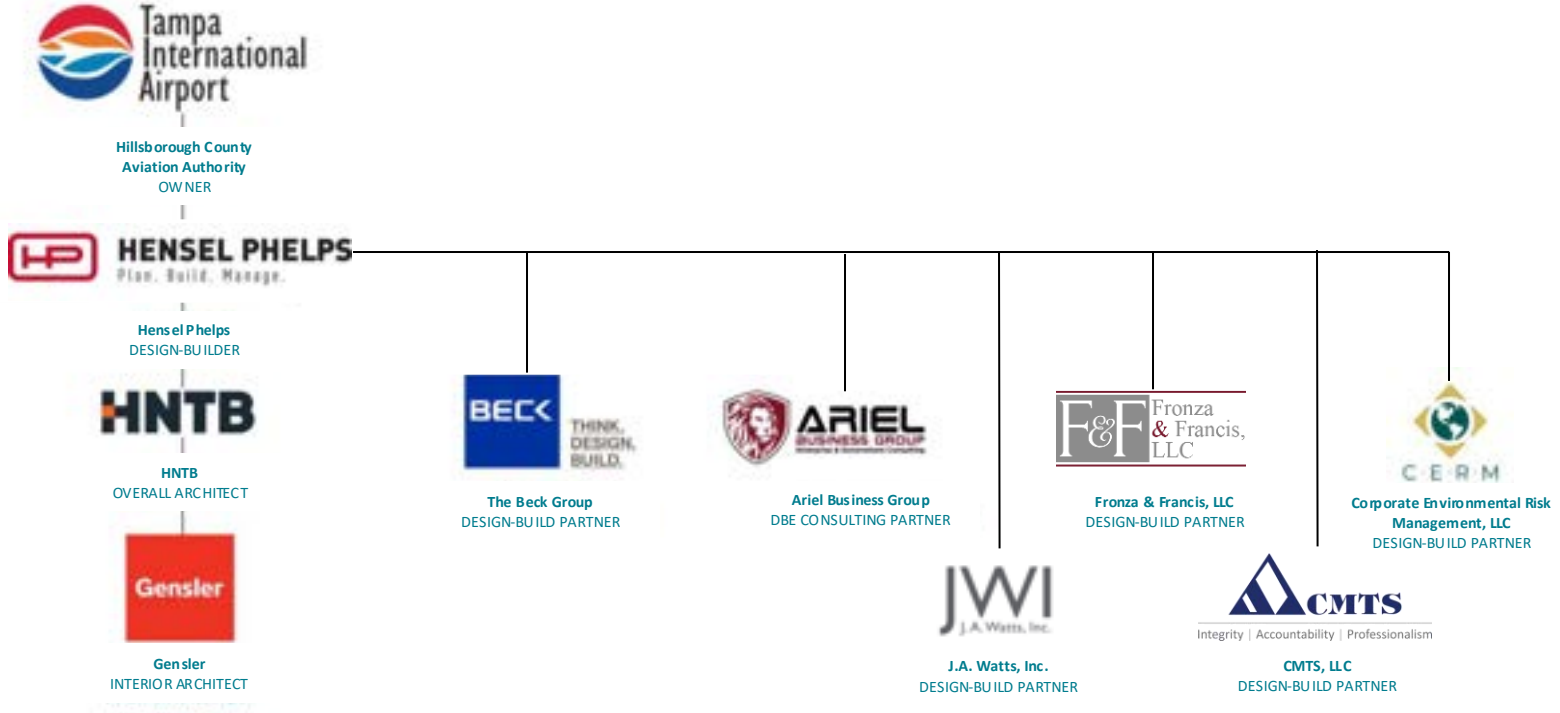 Tampa
International
Airport
Hillsborough County
Aviation Authority
OWNER
HP HENSEL PHELPS
Plan. Build. Manage.
Hensel Phelps
DESIGN-BUILDER
HNTB
HNTB
OVERALL ARCHITECT
Gensler
Gensler
INTERIOR ARCHITECT
BECK
THINK.
DESIGN.
BUILD.
The Beck Group
DESIGN-BUILD PARTNER
ARIEL
BUSINESS GROUP
Ariel Business Group
DBE CONSULTING PARTNER
JWI
J.A. Watts, Inc.
J.A. Watts, Inc.
DESIGN-BUILD PARTNER
F&F
Fronza
& Francis,
LLC
Fronza & Francis, LLC
DESIGN-BUILD PARTNER
CMTS
Integrity | Accountability | Professionalism
CMTS, LLC
DESIGN-BUILD PARTNER
C·E·R·M
Corporate Environmental Risk
Management, LLC
DESIGN-BUILD PARTNER